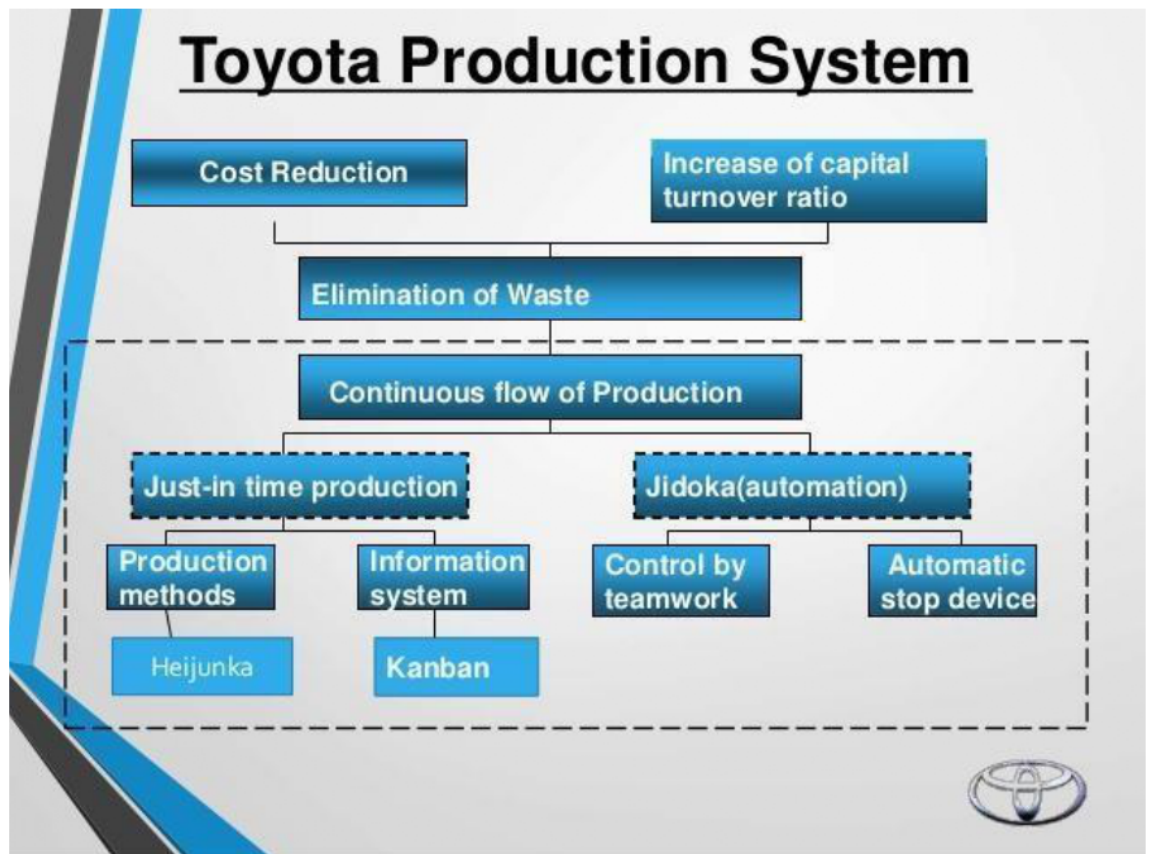 Toyota Production System
Cost Reduction
Increase of capital
turnover ratio
Elimination of Waste
Continuous flow of Production
Just-in time production
Jidoka(automation)
Production
methods
Information
system
Control by
teamwork
Automatic
stop device
Heijunka
Kanban